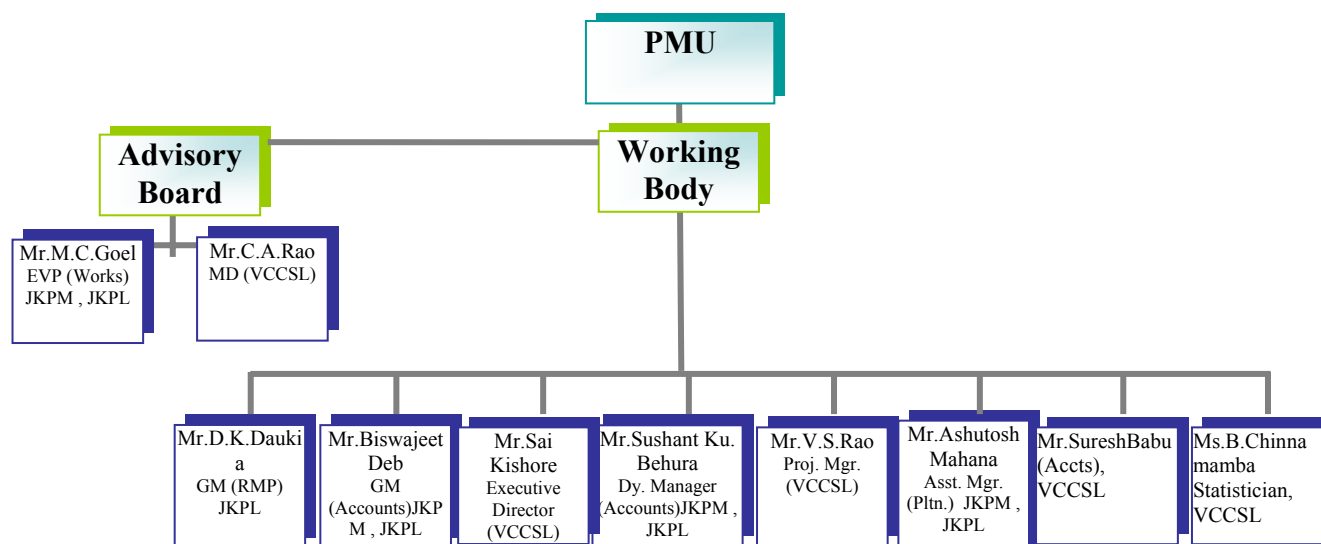 PMU
Advisory
Board
Working
Body
Mr.M.C.Goel
EVP (Works)
JKPM , JKPL
Mr.C.A.Rao
MD (VCCSL)
Mr.D.K.Dauki
a
GM (RMP)
JKPL
Mr.Biswajeet
Deb
GM
(Accounts)JKP
M , JKPL
Mr.Sai
Kishore
Executive
Director
(VCCSL)
Mr.Sushant Ku.
Behura
Dy. Manager
(Accounts)JKPM ,
JKPL
Mr.V.S.Rao
Proj. Mgr.
(VCCSL)
Mr.Ashutosh
Mahana
Asst. Mgr.
(Pltn.) JKPM ,
JKPL
Mr.SureshBabu
(Accts),
VCCSL
Ms.B.Chinna
mamba
Statistician,
VCCSL